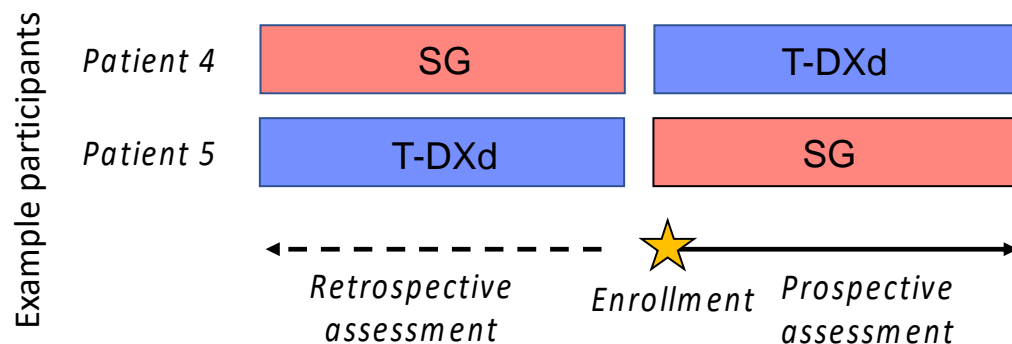 Example participants
Patient 4
SG
T-DXd
Patient 5
T-DXd
SG
Retrospective
assessment
Enrollment
Prospective
assessment